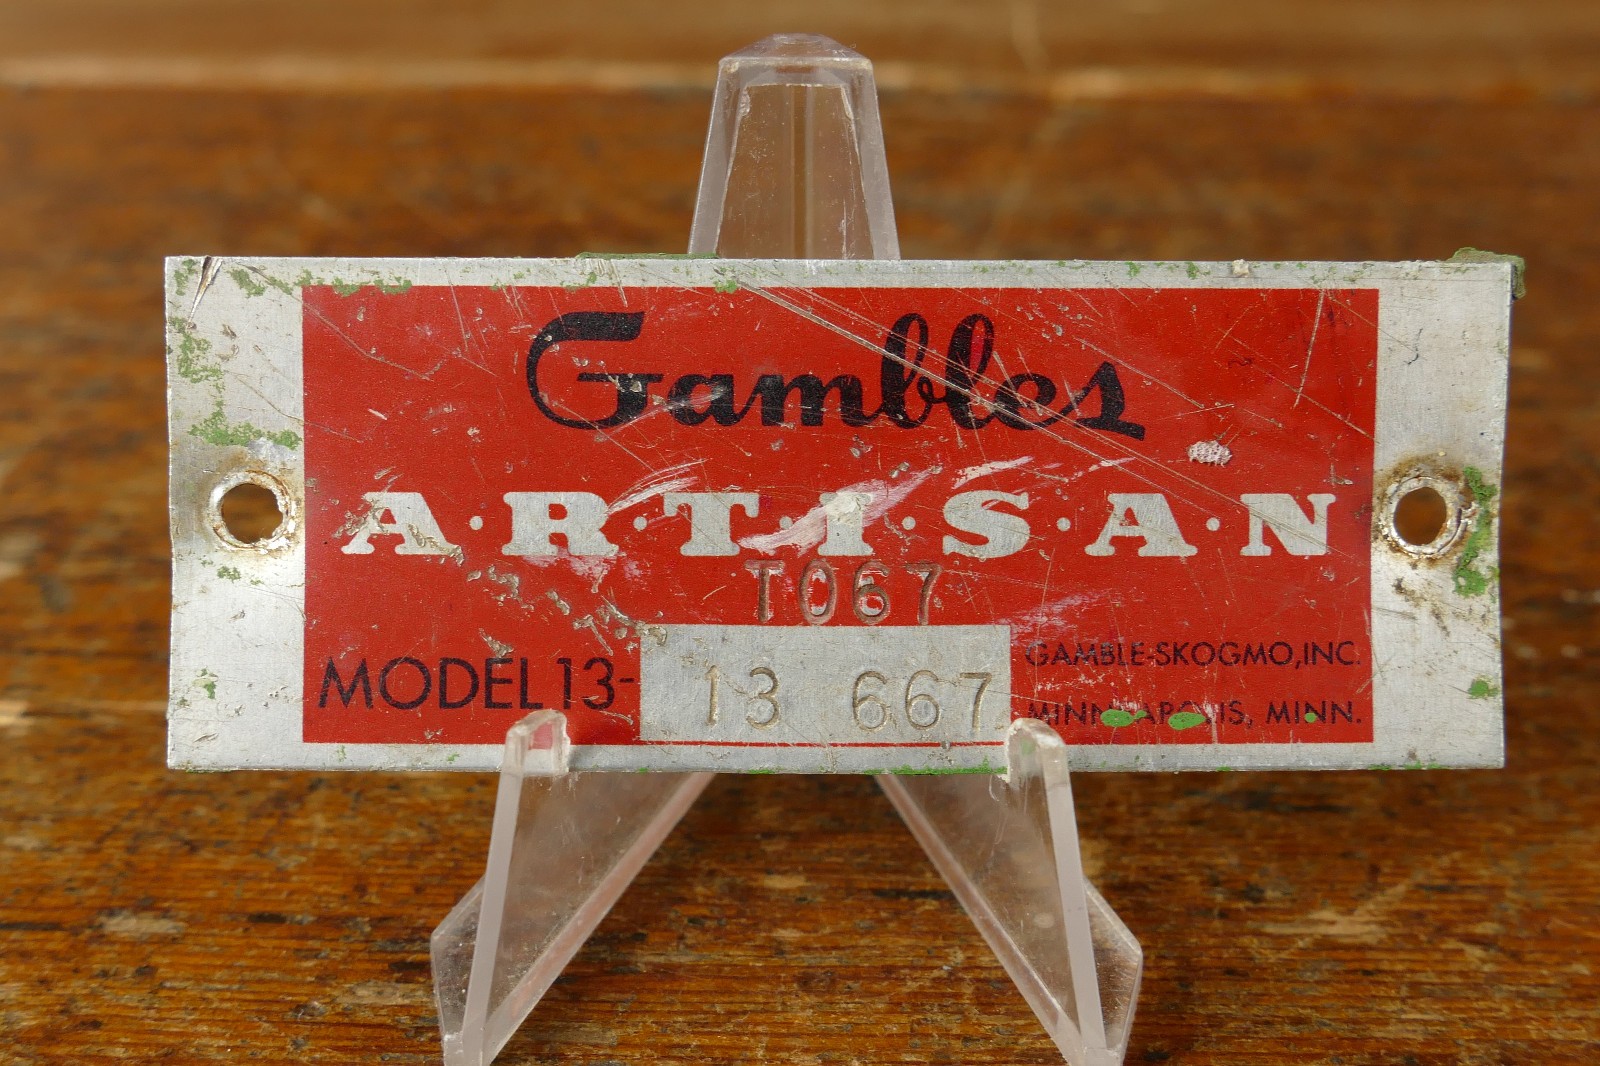 Gambles
A·R·T·I·S·A·N
T067
MODEL 13- 13 667
GAMBLE-SKOGMO, INC.
MINNEAPOLIS, MINN.